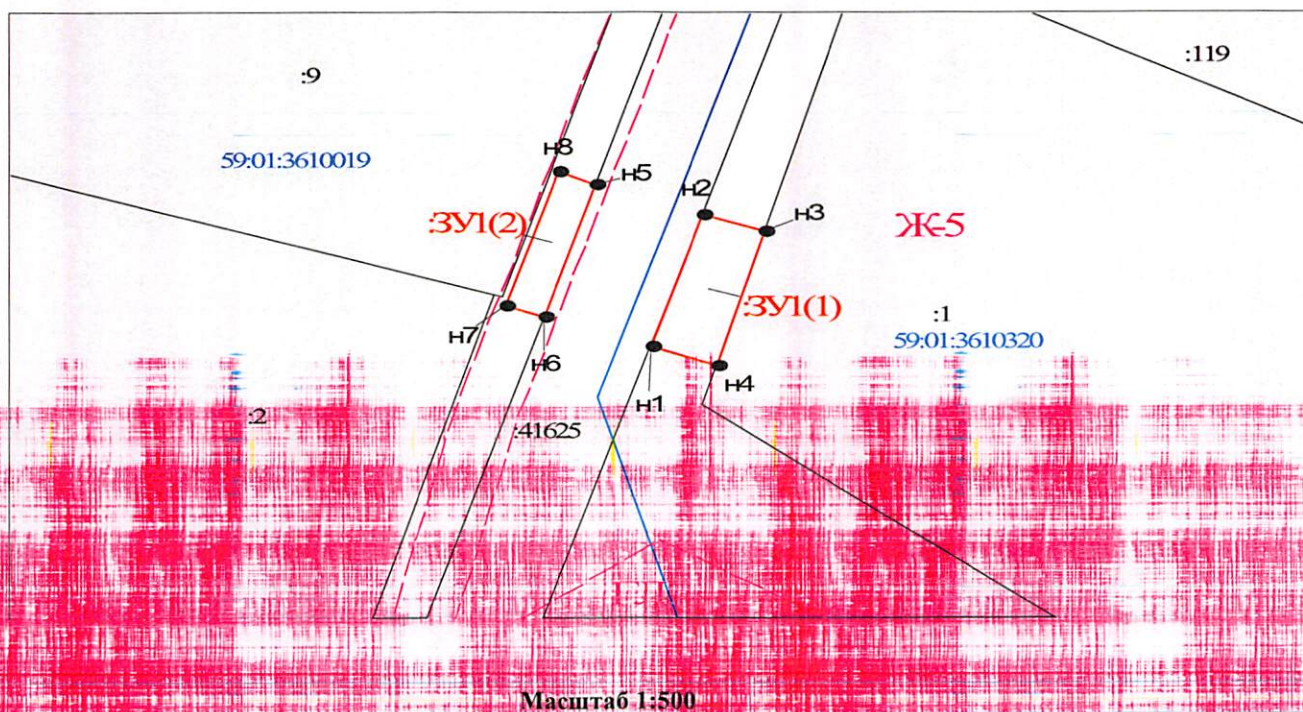 :9
:119
59:01:3610019
н8
н5
н2
н3
:ЗУ1(2)
Ж-5
:ЗУ1(1)
:1
59:01:3610320
н7
н6
н1
н4
:2
:41625
Масштаб 1:500